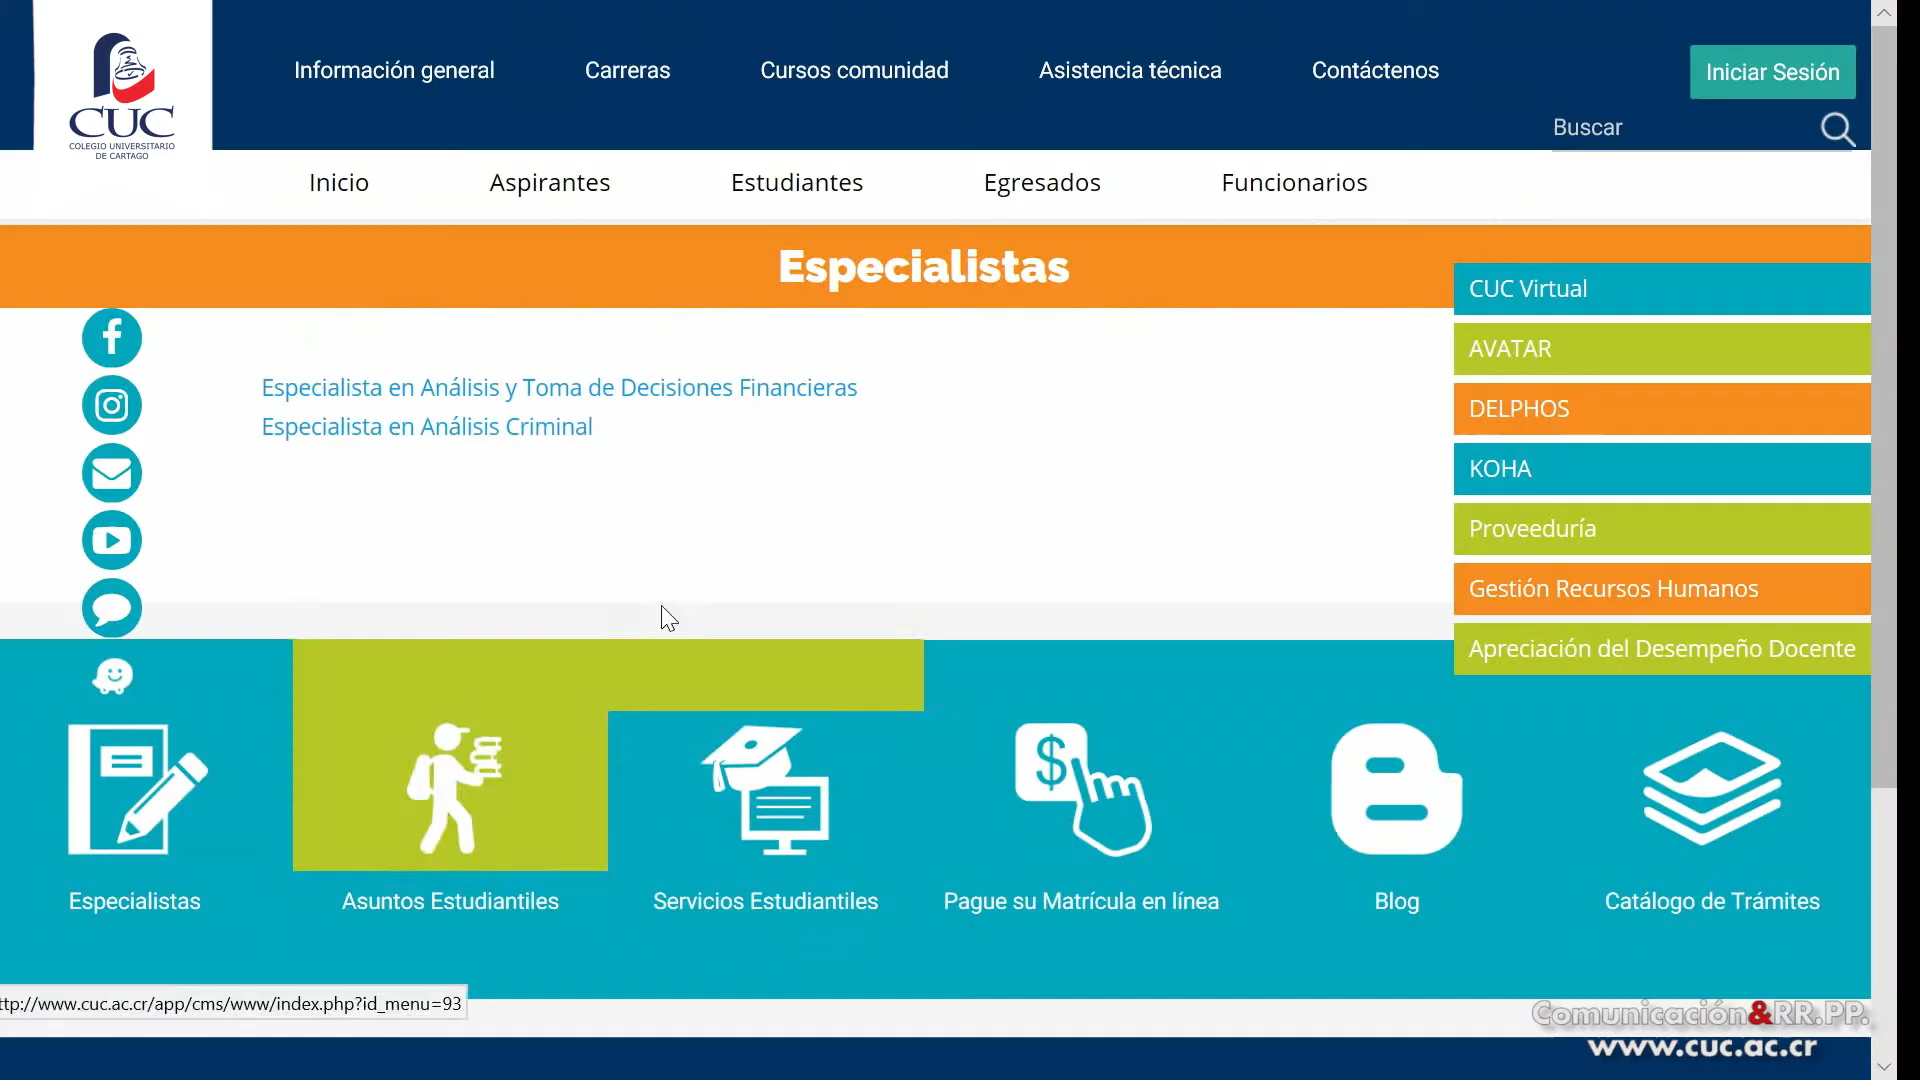 CUC
COLEGIO UNIVERSITARIO
DE CARTAGO
Información general
Carreras
Cursos comunidad
Asistencia técnica
Contáctenos
Iniciar Sesión
Buscar
Inicio
Aspirantes
Estudiantes
Egresados
Funcionarios
Especialistas
CUC Virtual
AVATAR
DELPHOS
KOHA
Proveeduría
Gestión Recursos Humanos
Apreciación del Desempeño Docente
Especialista en Análisis y Toma de Decisiones Financieras
Especialista en Análisis Criminal
$
Especialistas
Asuntos Estudiantiles
Servicios Estudiantiles
Pague su Matrícula en línea
Blog
Catálogo de Trámites
ttp://www.cuc.ac.cr/app/cms/www/index.php?id_menu=93
Comunicación&RR.PP.
www.cuc.ac.cr